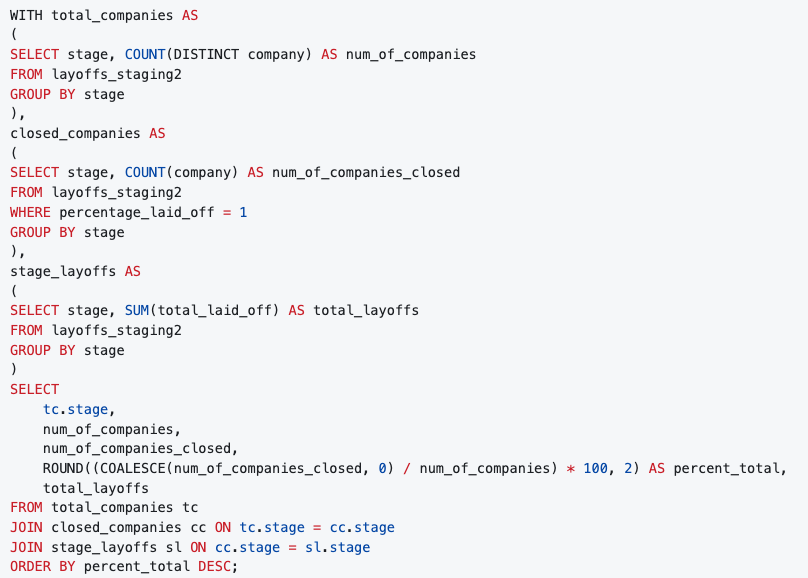 WITH total_companies AS
(
SELECT stage, COUNT(DISTINCT company) AS num_of_companies
FROM layoffs_staging2
GROUP BY stage
),
closed_companies AS
(
SELECT stage, COUNT(company) AS num_of_companies_closed
FROM layoffs_staging2
WHERE percentage_laid_off = 1
GROUP BY stage
),
stage_layoffs AS
(
SELECT stage, SUM(total_laid_off) AS total_layoffs
FROM layoffs_staging2
GROUP BY stage
)
SELECT
    tc.stage,
    num_of_companies,
    num_of_companies_closed,
    ROUND((COALESCE(num_of_companies_closed, 0) / num_of_companies) * 100, 2) AS percent_total,
    total_layoffs
FROM total_companies tc
JOIN closed_companies cc ON tc.stage = cc.stage
JOIN stage_layoffs sl ON cc.stage = sl.stage
ORDER BY percent_total DESC;